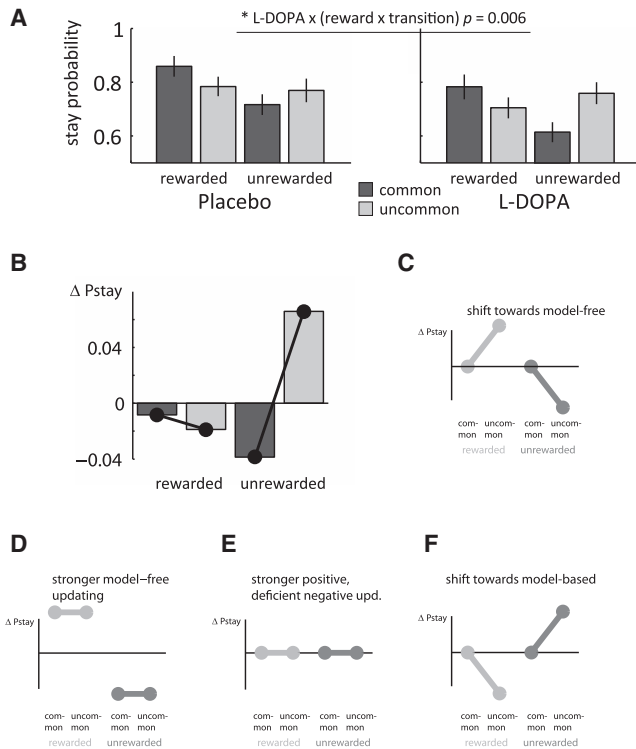 A
* L-DOPA x (reward x transition) p = 0.006
stay probability
1
0.8
0.6
rewarded unrewarded
Placebo
common
uncommon
rewarded unrewarded
L-DOPA
B
Δ Pstay
0.04
0
−0.04
rewarded unrewarded
C
shift towards model-free
Δ Pstay
com- uncom- com- uncom-
mon mon mon mon
rewarded unrewarded
D
stronger model−free
updating
Δ Pstay
com- uncom- com- uncom-
mon mon mon mon
rewarded unrewarded
E
stronger positive,
deficient negative upd.
Δ Pstay
com- uncom- com- uncom-
mon mon mon mon
rewarded unrewarded
F
shift towards model-based
Δ Pstay
com- uncom- com- uncom-
mon mon mon mon
rewarded unrewarded